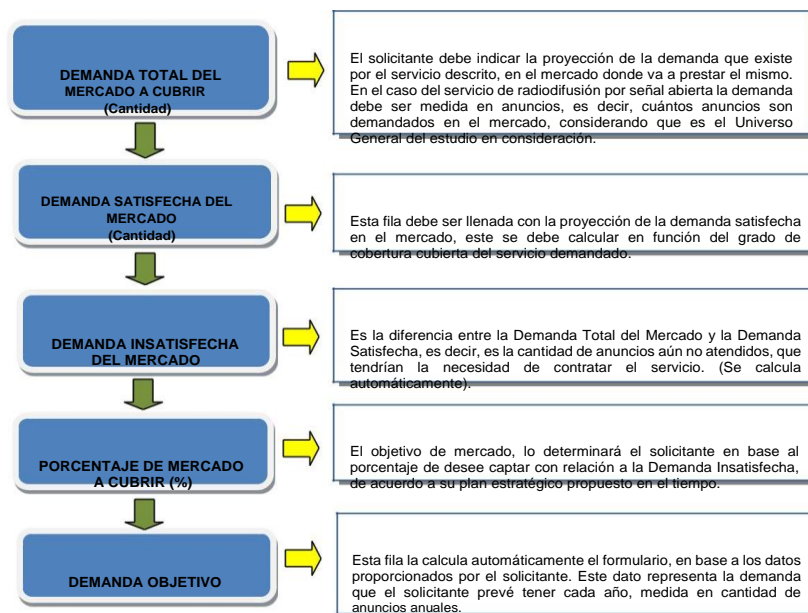 DEMANDA TOTAL DEL
MERCADO A CUBRIR
(Cantidad)
El solicitante debe indicar la proyección de la demanda que existe
por el servicio descrito, en el mercado donde va a prestar el mismo.
En el caso del servicio de radiodifusión por señal abierta la demanda
debe ser medida en anuncios, es decir, cuántos anuncios son
demandados en el mercado, considerando que es el Universo
General del estudio en consideración.
DEMANDA SATISFECHA DEL
MERCADO
(Cantidad)
Esta fila debe ser llenada con la proyección de la demanda satisfecha
en el mercado, este se debe calcular en función del grado de
cobertura cubierta del servicio demandado.
DEMANDA INSATISFECHA
DEL MERCADO
Es la diferencia entre la Demanda Total del Mercado y la Demanda
Satisfecha, es decir, es la cantidad de anuncios aún no atendidos, que
tendrían la necesidad de contratar el servicio. (Se calcula
automáticamente).
PORCENTAJE DE MERCADO
A CUBRIR (%)
El objetivo de mercado, lo determinará el solicitante en base al
porcentaje de desee captar con relación a la Demanda Insatisfecha,
de acuerdo a su plan estratégico propuesto en el tiempo.
DEMANDA OBJETIVO
Esta fila la calcula automáticamente el formulario, en base a los datos
proporcionados por el solicitante. Este dato representa la demanda
que el solicitante prevé tener cada año, medida en cantidad de
anuncios anuales.